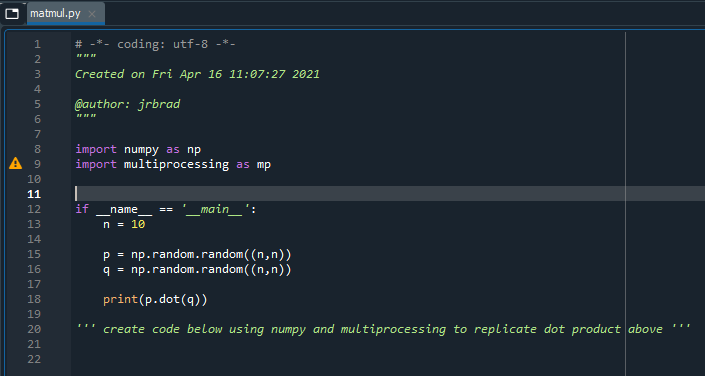 matmul.py
1 # -*- coding: utf-8 -*-
2 """
3 Created on Fri Apr 16 11:07:27 2021
4
5 @author: jrbrad
6 """
7
8 import numpy as np
9 import multiprocessing as mp
10
11
12 if __name__ == '__main__':
13     n = 10
14
15     p = np.random.random((n,n))
16     q = np.random.random((n,n))
17
18     print(p.dot(q))
19
20 ''' create code below using numpy and multiprocessing to replicate dot product above '''
21
22